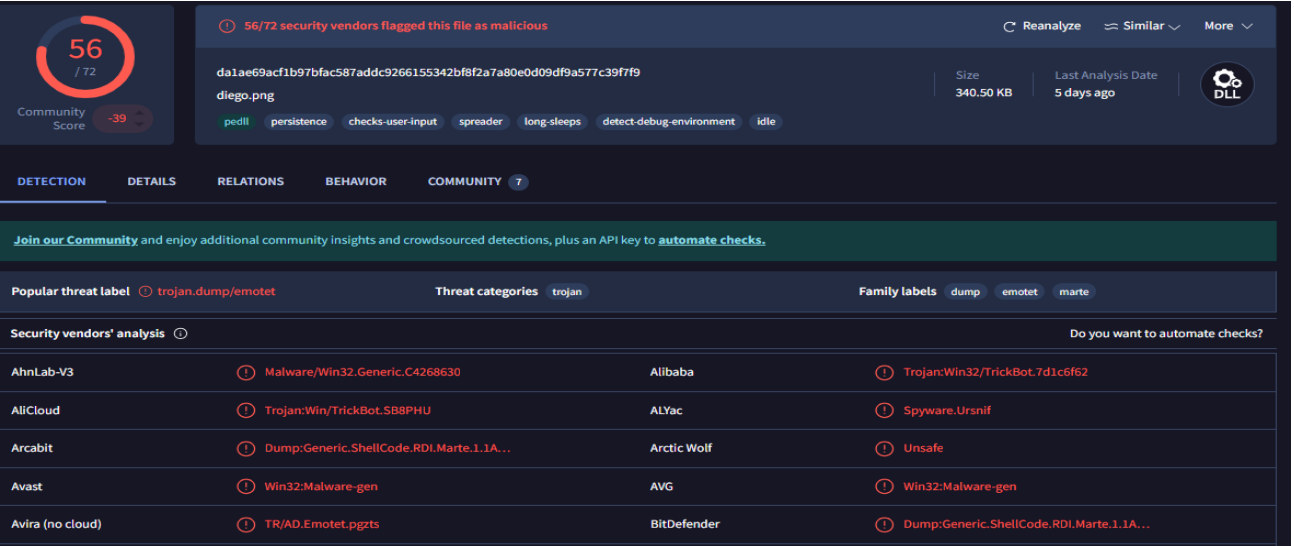 56
/ 72
Community Score
-39
56/72 security vendors flagged this file as malicious
Reanalyze
Similar
More
da1ae69acf1b97bfac587addc9266155342bf8f2a7a80e0d09df9a577c39f7f9
diego.png
Size
340.50 KB
Last Analysis Date
5 days ago
DLL
pedll persistence checks-user-input spreader long-sleeps detect-debug-environment idle
DETECTION DETAILS RELATIONS BEHAVIOR COMMUNITY 7
Join our Community and enjoy additional community insights and crowdsourced detections, plus an API key to automate checks.
Popular threat label trojan.dump/emotet Threat categories trojan Family labels dump emotet marte
Security vendors' analysis Do you want to automate checks?
AhnLab-V3 Malware/Win32.Generic.C4268630 Alibaba Trojan:Win32/TrickBot.7d1c6f62
AliCloud Trojan:Win/TrickBot.SB8PHU ALYac Spyware.Ursnif
Arcabit Dump:Generic.ShellCode.RDI.Marte.1.1A... Arctic Wolf Unsafe
Avast Win32:Malware-gen AVG Win32:Malware-gen
Avira (no cloud) TR/AD.Emotet.pgzts BitDefender Dump:Generic.ShellCode.RDI.Marte.1.1A...